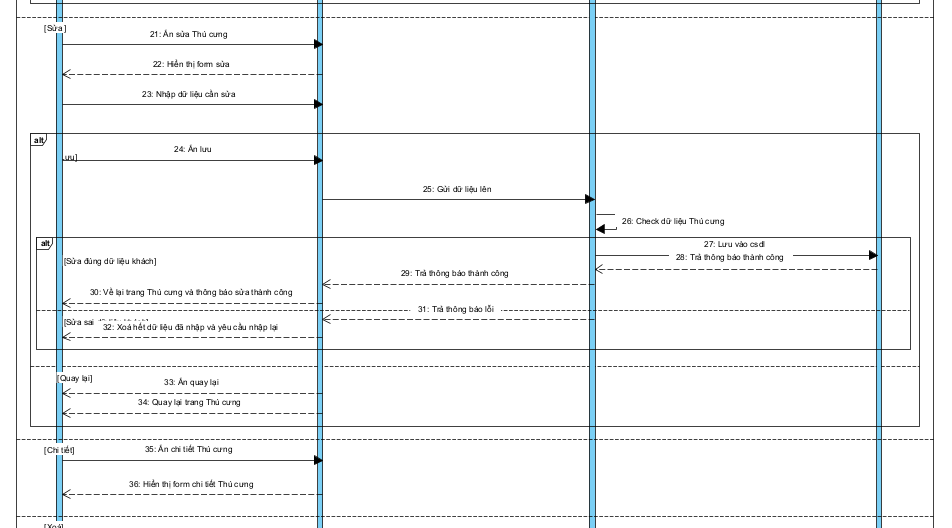 [Sửa]
21: Ấn sửa Thú cưng
22: Hiển thị form sửa
23: Nhập dữ liệu cần sửa
alt
24: Ấn lưu
ưu]
25: Gửi dữ liệu lên
26: Check dữ liệu Thú cưng
alt
27: Lưu vào csdl
28: Trả thông báo thành công
[Sửa đúng dữ liệu khách]
29: Trả thông báo thành công
30: Về lại trang Thú cưng và thông báo sửa thành công
31: Trả thông báo lỗi
[Sửa sai
32: Xoá hết dữ liệu đã nhập và yêu cầu nhập lại
[Quay lại]
33: Ấn quay lại
34: Quay lại trang Thú cưng
[Chi tiết]
35: Ấn chi tiết Thú cưng
36: Hiển thị form chi tiết Thú cưng
[Xoá]